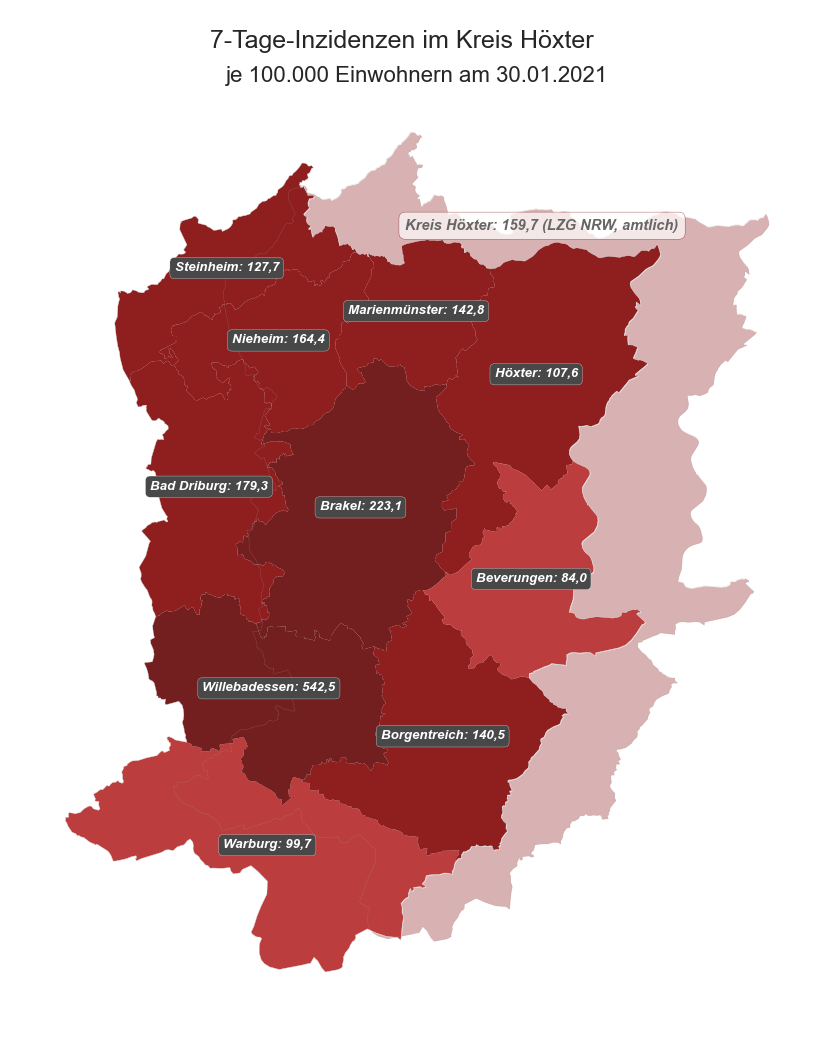 7-Tage-Inzidenzen im Kreis Höxter
je 100.000 Einwohnern am 30.01.2021
Kreis Höxter: 159,7 (LZG NRW, amtlich)
Steinheim: 127,7
Marienmünster: 142,8
Nieheim: 164,4
Höxter: 107,6
Bad Driburg: 179,3
Brakel: 223,1
Beverungen: 84,0
Willebadessen: 542,5
Borgentreich: 140,5
Warburg: 99,7